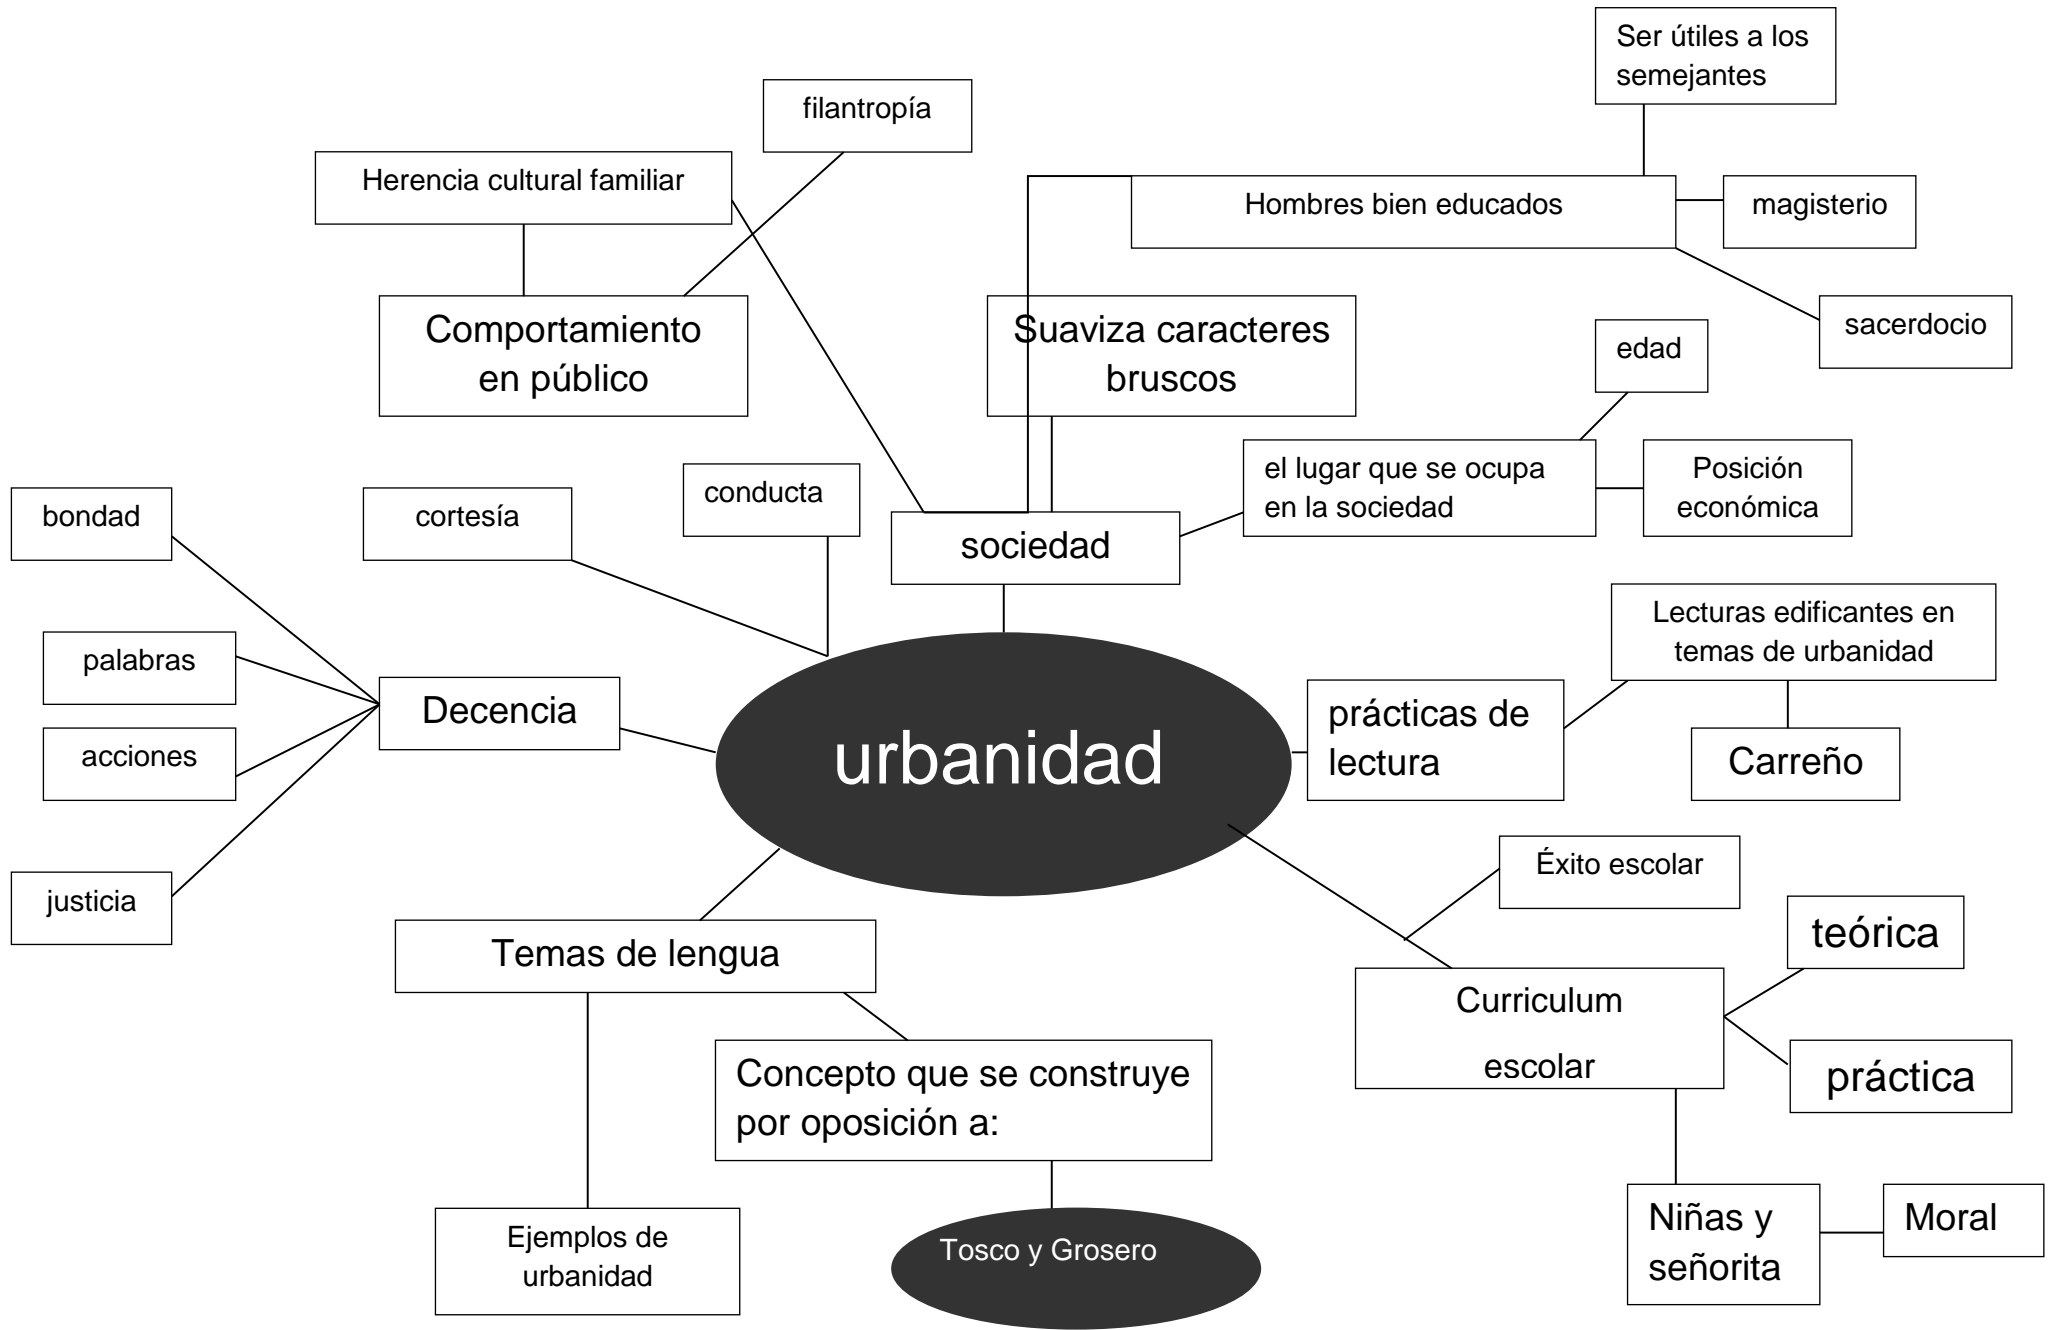 Ser útiles a los
semejantes
filantropía
Herencia cultural familiar
Hombres bien educados
magisterio
Comportamiento
en público
Suaviza caracteres
bruscos
sacerdocio
edad
el lugar que se ocupa
en la sociedad
Posición
económica
conducta
bondad
cortesía
sociedad
Lecturas edificantes en
temas de urbanidad
palabras
Decencia
urbanidad
prácticas de
lectura
Carreño
acciones
Éxito escolar
justicia
teórica
Temas de lengua
Curriculum
escolar
práctica
Concepto que se construye
por oposición a:
Niñas y
señorita
Moral
Ejemplos de
urbanidad
Tosco y Grosero